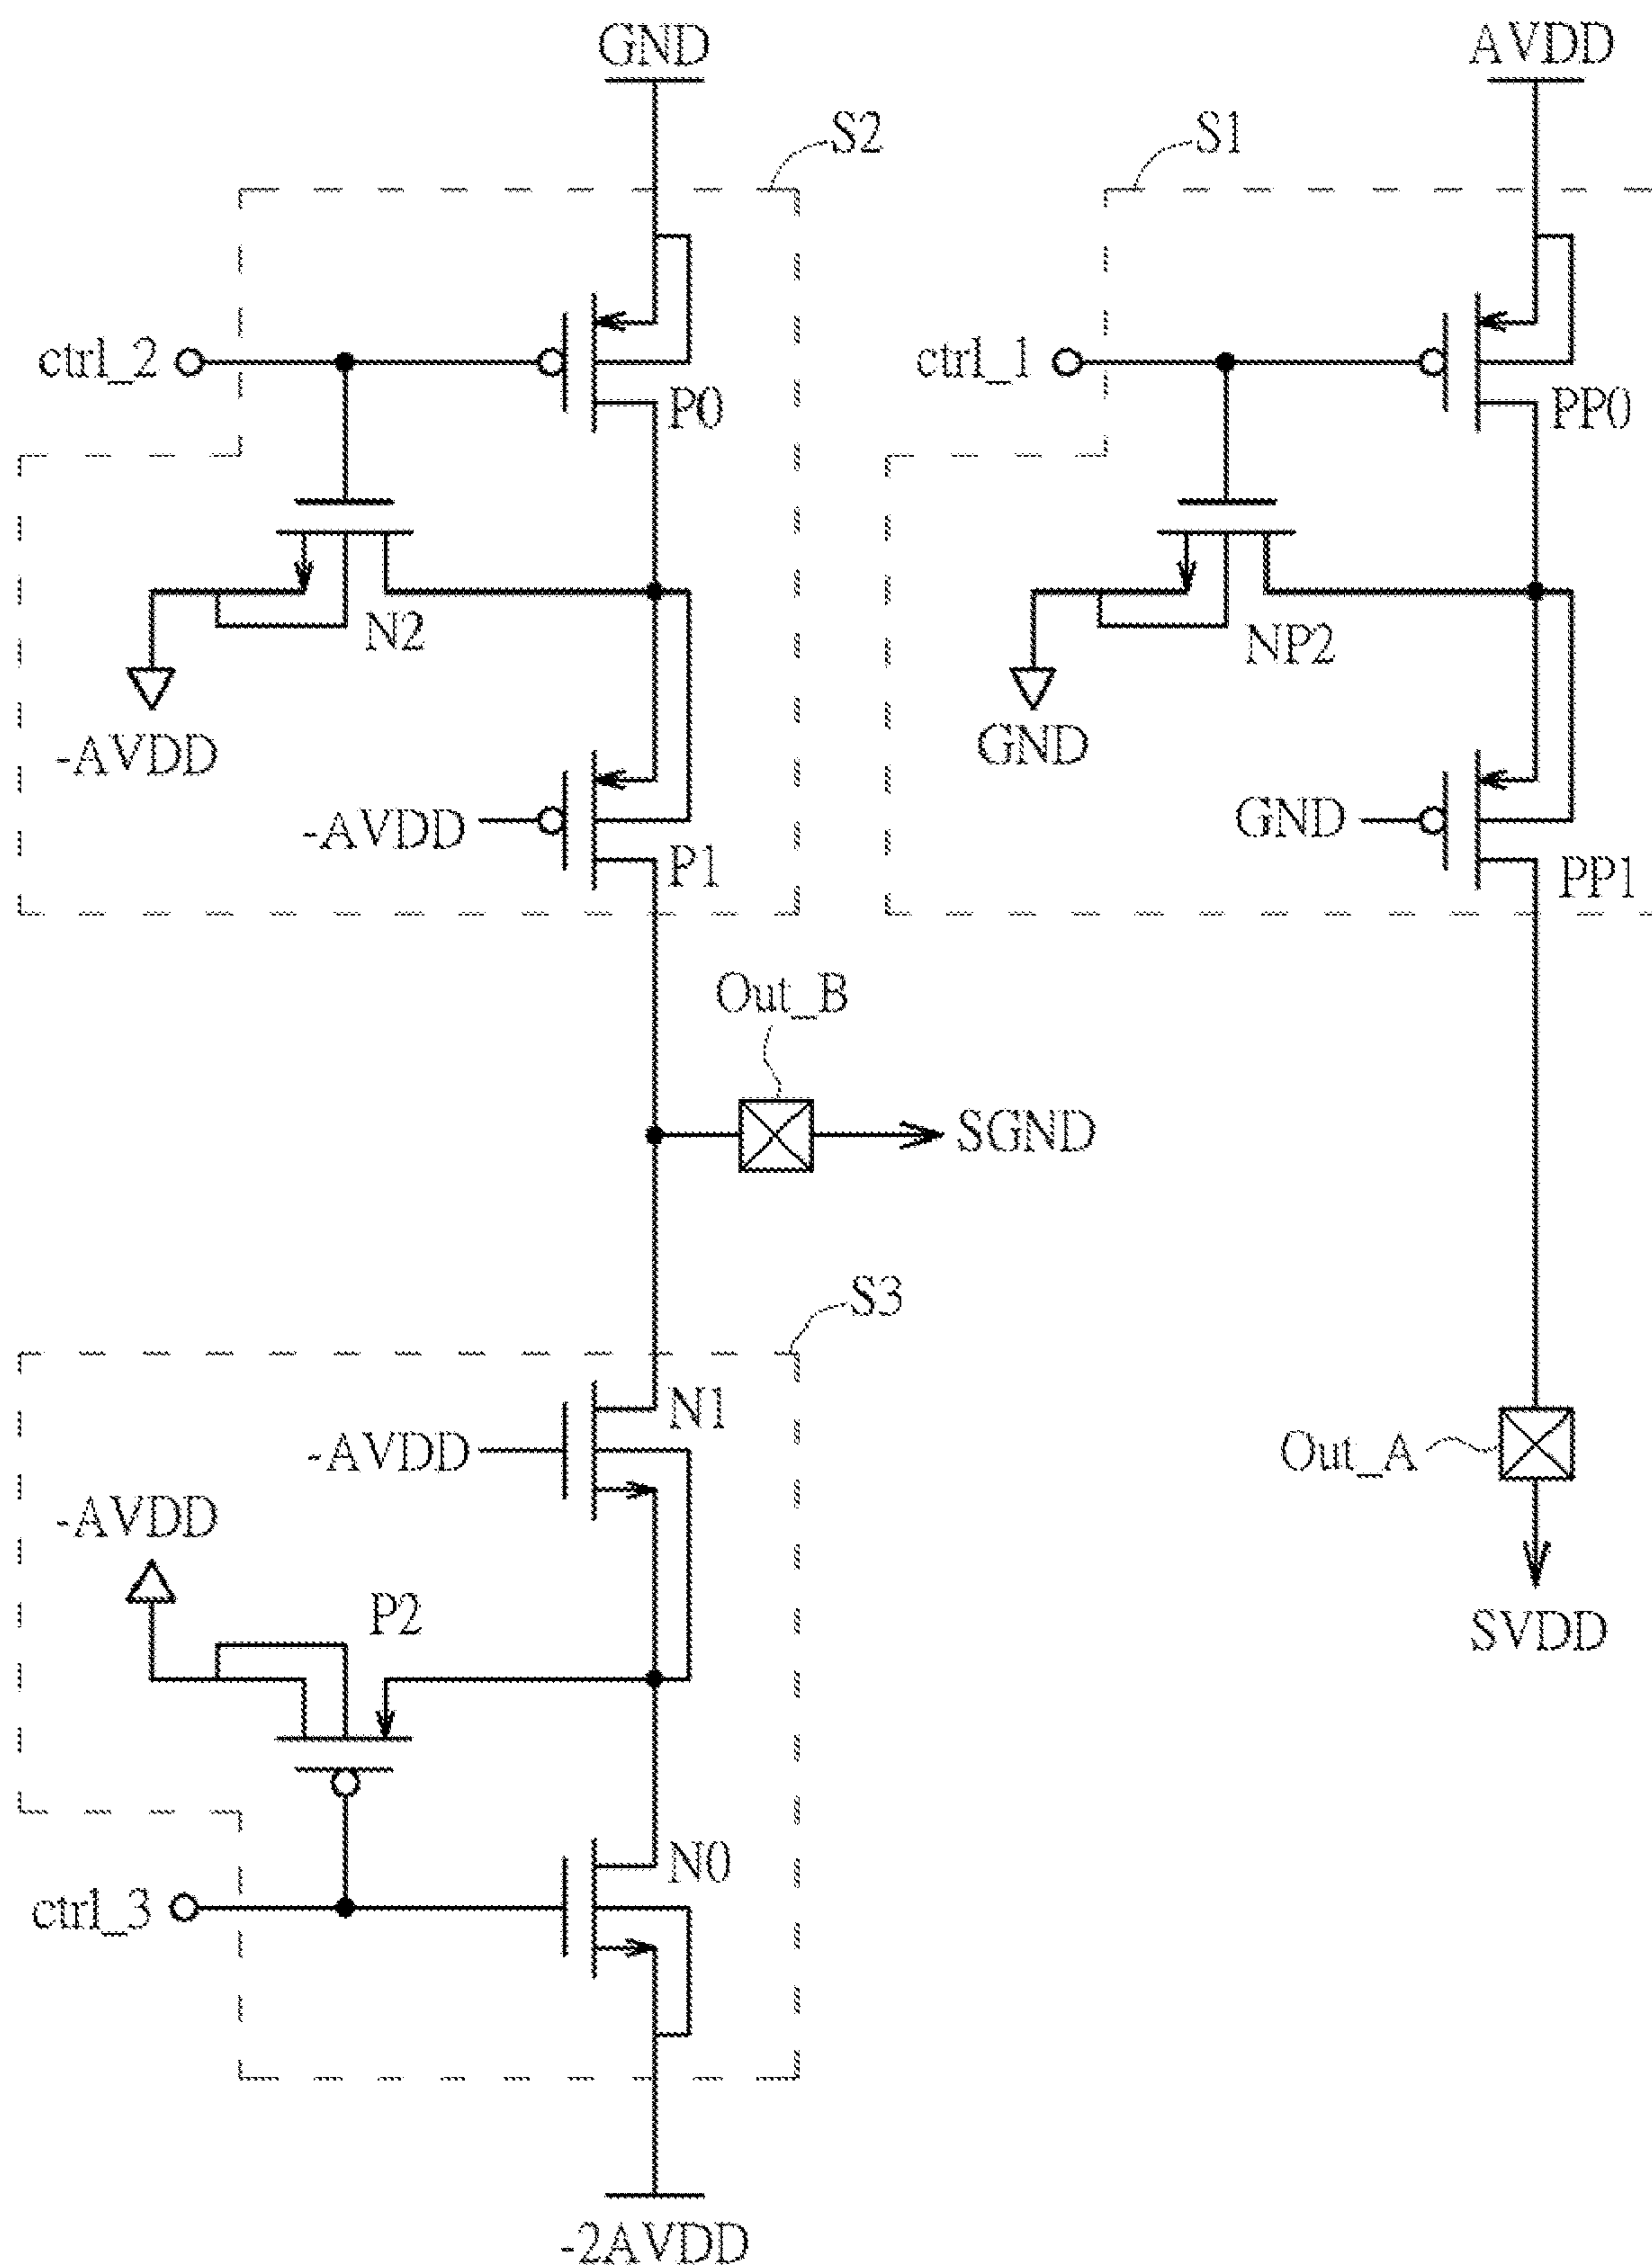 GND
AVDD
S2
S1
ctrl_2
P0
ctrl_1
PP0
N2
NP2
-AVDD
GND
-AVDD
P1
GND
PP1
Out_B
SGND
S3
N1
-AVDD
Out_A
-AVDD
P2
SVDD
N0
ctrl_3
-2AVDD